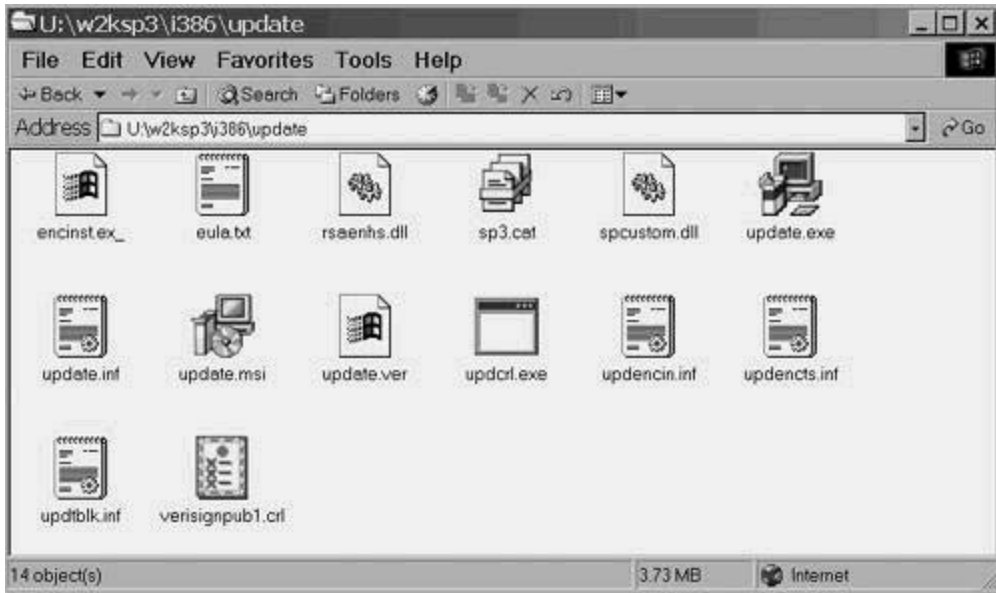 U:\w2ksp3\i386\update
File Edit View Favorites Tools Help
Back Search Folders
Address U:\w2ksp3\i386\update Go
encinst.ex_ eula.txt rsaenhs.dll sp3.cat spcustom.dll update.exe
update.inf update.msi update.ver updcrl.exe updencin.inf updencts.inf
updtblk.inf verisignpub1.crl
14 object(s) 3.73 MB Internet